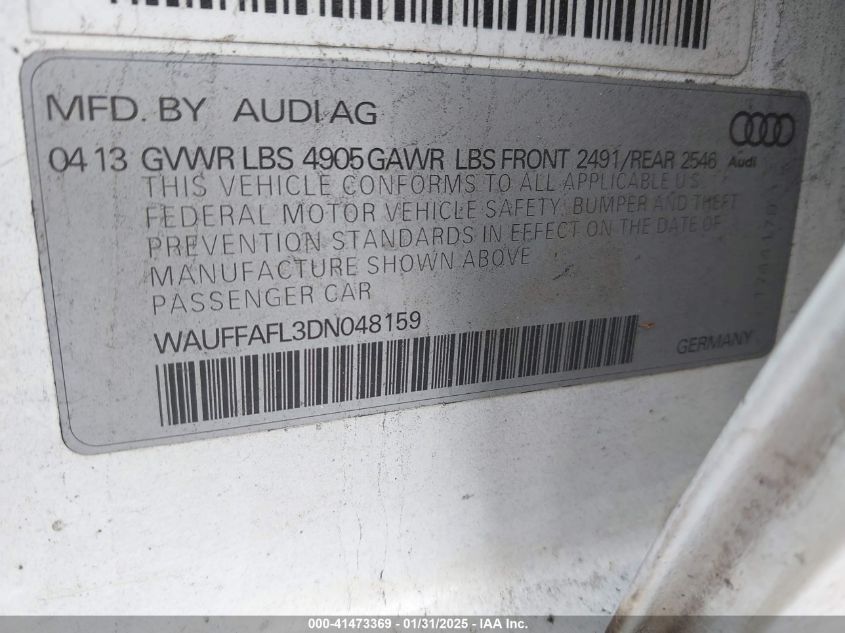 MFD. BY AUDI AG
04 13 GVWR LBS 4905 GAWR LBS FRONT 2491/REAR 2546
Audi
THIS VEHICLE CONFORMS TO ALL APPLICABLE U.S.
FEDERAL MOTOR VEHICLE SAFETY, BUMPER AND THEFT
PREVENTION STANDARDS IN EFFECT ON THE DATE OF
MANUFACTURE SHOWN ABOVE
PASSENGER CAR
WAUFFAFL3DN048159
GERMANY
000-41473369 - 01/31/2025 - IAA Inc.